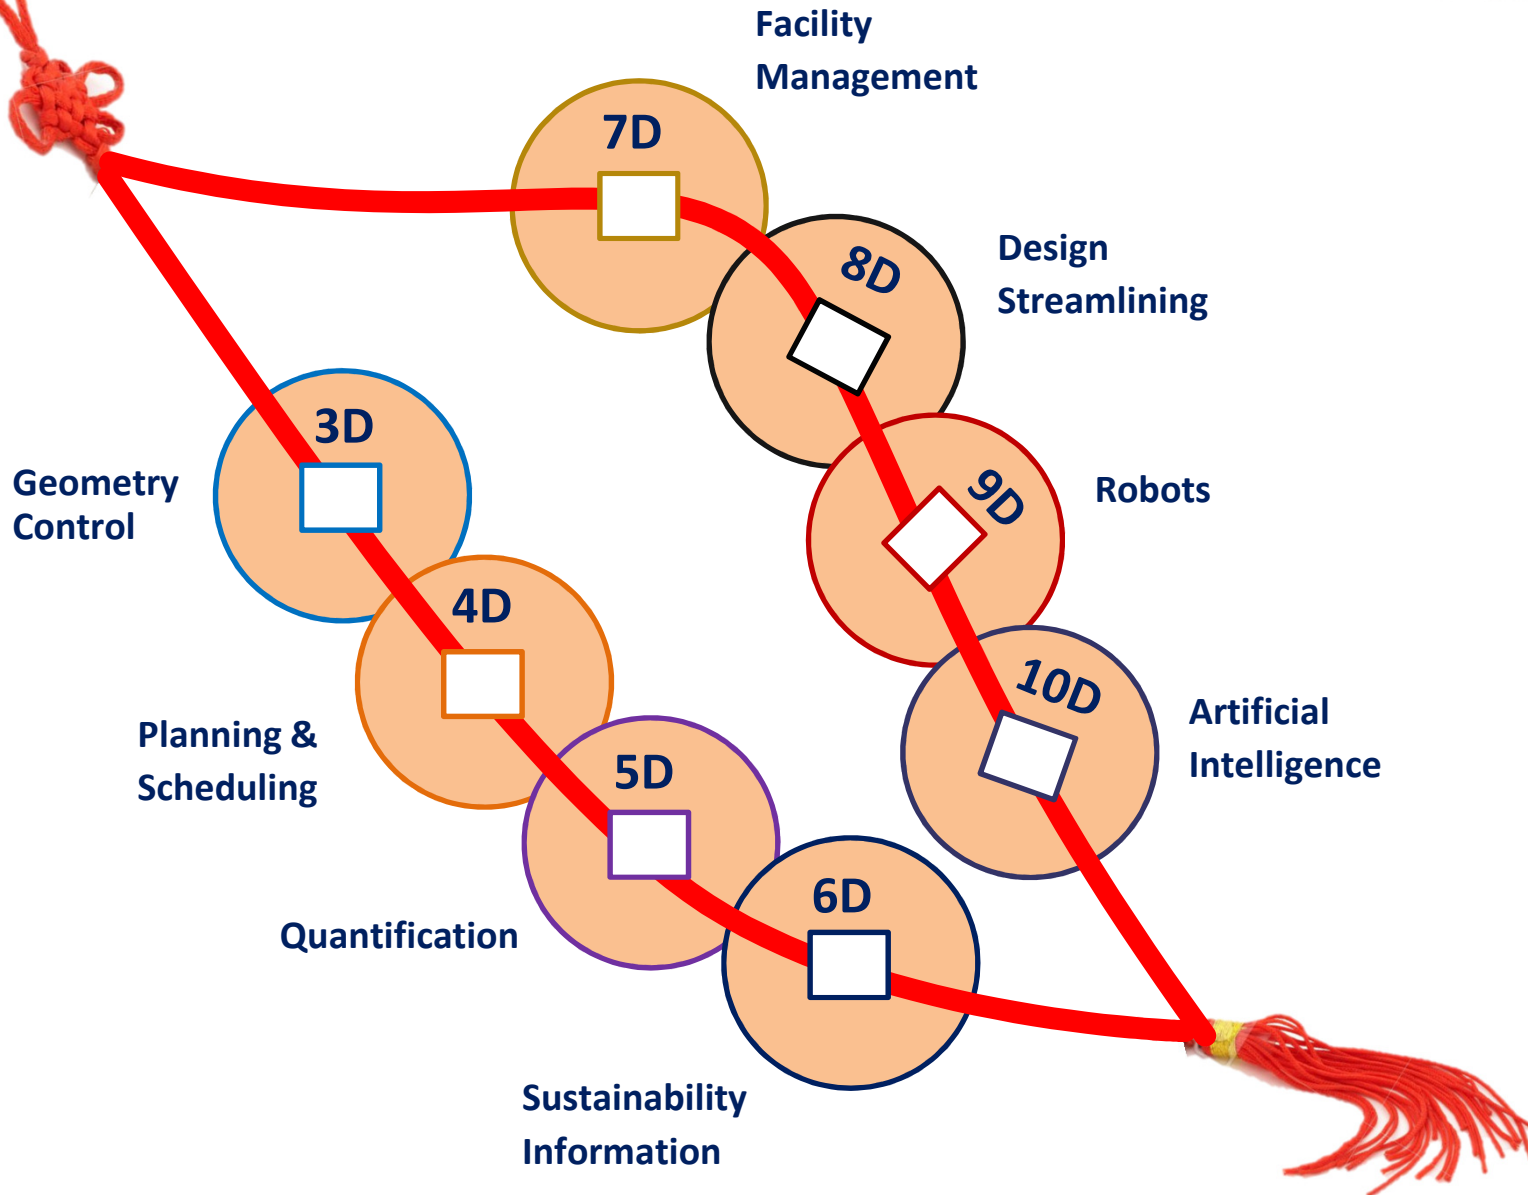 Facility
Management
7D
8D
Design
Streamlining
3D
Geometry
Control
9D
Robots
4D
10D
Planning &
Scheduling
Artificial
Intelligence
5D
Quantification
6D
Sustainability
Information